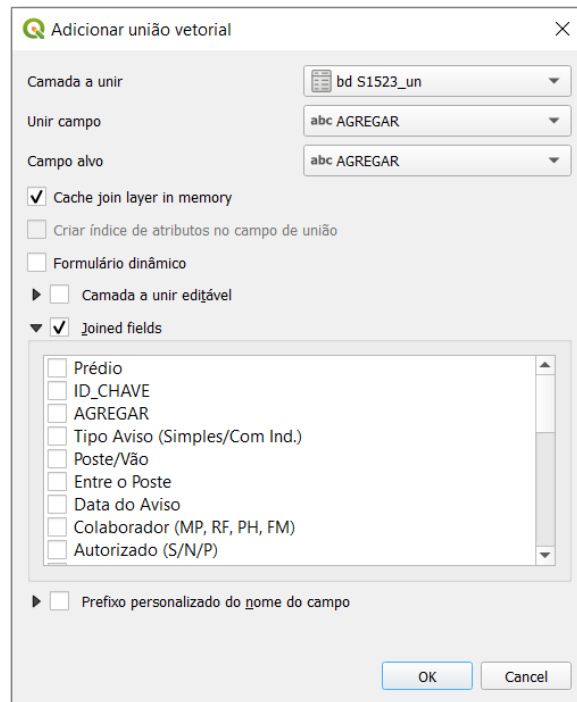 Adicionar união vetorial
Camada a unir bd S1523_un
Unir campo abc AGREGAR
Campo alvo abc AGREGAR
Cache join layer in memory
Criar índice de atributos no campo de união
Formulário dinâmico
Camada a unir editável
Joined fields
Prédio
ID_CHAVE
AGREGAR
Tipo Aviso (Simples/Com Ind.)
Poste/Vão
Entre o Poste
Data do Aviso
Colaborador (MP, RF, PH, FM)
Autorizado (S/N/P)
Prefixo personalizado do nome do campo
OK Cancel